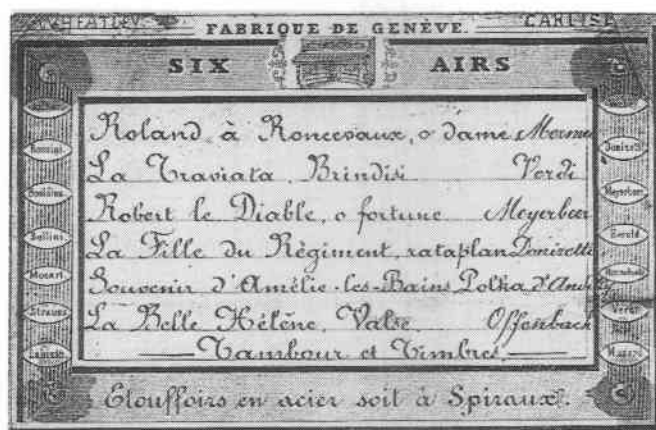 WHEATLEY. CARLISL
FABRIQUE DE GENÈVE.
SIX AIRS
Roland à Roncevaux, o dame Merme
La Traviata, Brindisi Verdi
Robert le Diable, o fortune Meyerbeer
La Fille du Régiment, rataplan Donizetti
Souvenir d'Amélie-les-Bains Polka
La Belle Hélène, Valse, Offenbach
Tambour et Timbres.
Etouffoirs en acier soit à Spiraux.
Rossini
Bellini
Mozart
Strauss
Donizetti
Meyerbeer
Herold
Verdi